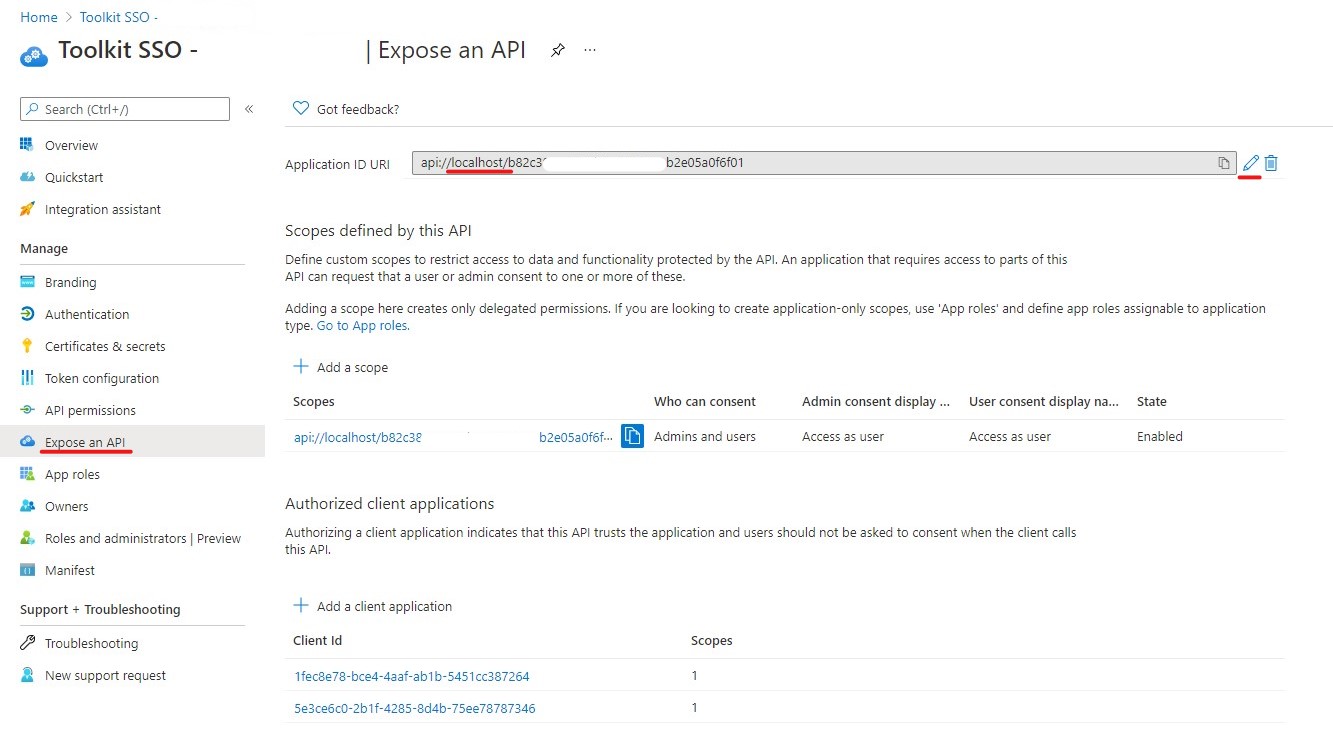 Home > Toolkit SSO -
Toolkit SSO - | Expose an API ...
Search (Ctrl+/) «
Got feedback?
Overview
Quickstart
Integration assistant
Manage
Branding
Authentication
Certificates & secrets
Token configuration
API permissions
Expose an API
App roles
Owners
Roles and administrators | Preview
Manifest
Support + Troubleshooting
Troubleshooting
New support request
Application ID URI api://localhost/b82c3 b2e05a0f6f01
Scopes defined by this API
Define custom scopes to restrict access to data and functionality protected by the API. An application that requires access to parts of this
API can request that a user or admin consent to one or more of these.
Adding a scope here creates only delegated permissions. If you are looking to create application-only scopes, use 'App roles' and define app roles assignable to application
type. Go to App roles.
Add a scope
Scopes Who can consent Admin consent display ... User consent display na... State
api://localhost/b82c38 b2e05a0f6f... Admins and users Access as user Access as user Enabled
Authorized client applications
Authorizing a client application indicates that this API trusts the application and users should not be asked to consent when the client calls
this API.
Add a client application
Client Id Scopes
1fec8e78-bce4-4aaf-ab1b-5451cc387264 1
5e3ce6c0-2b1f-4285-8d4b-75ee78787346 1